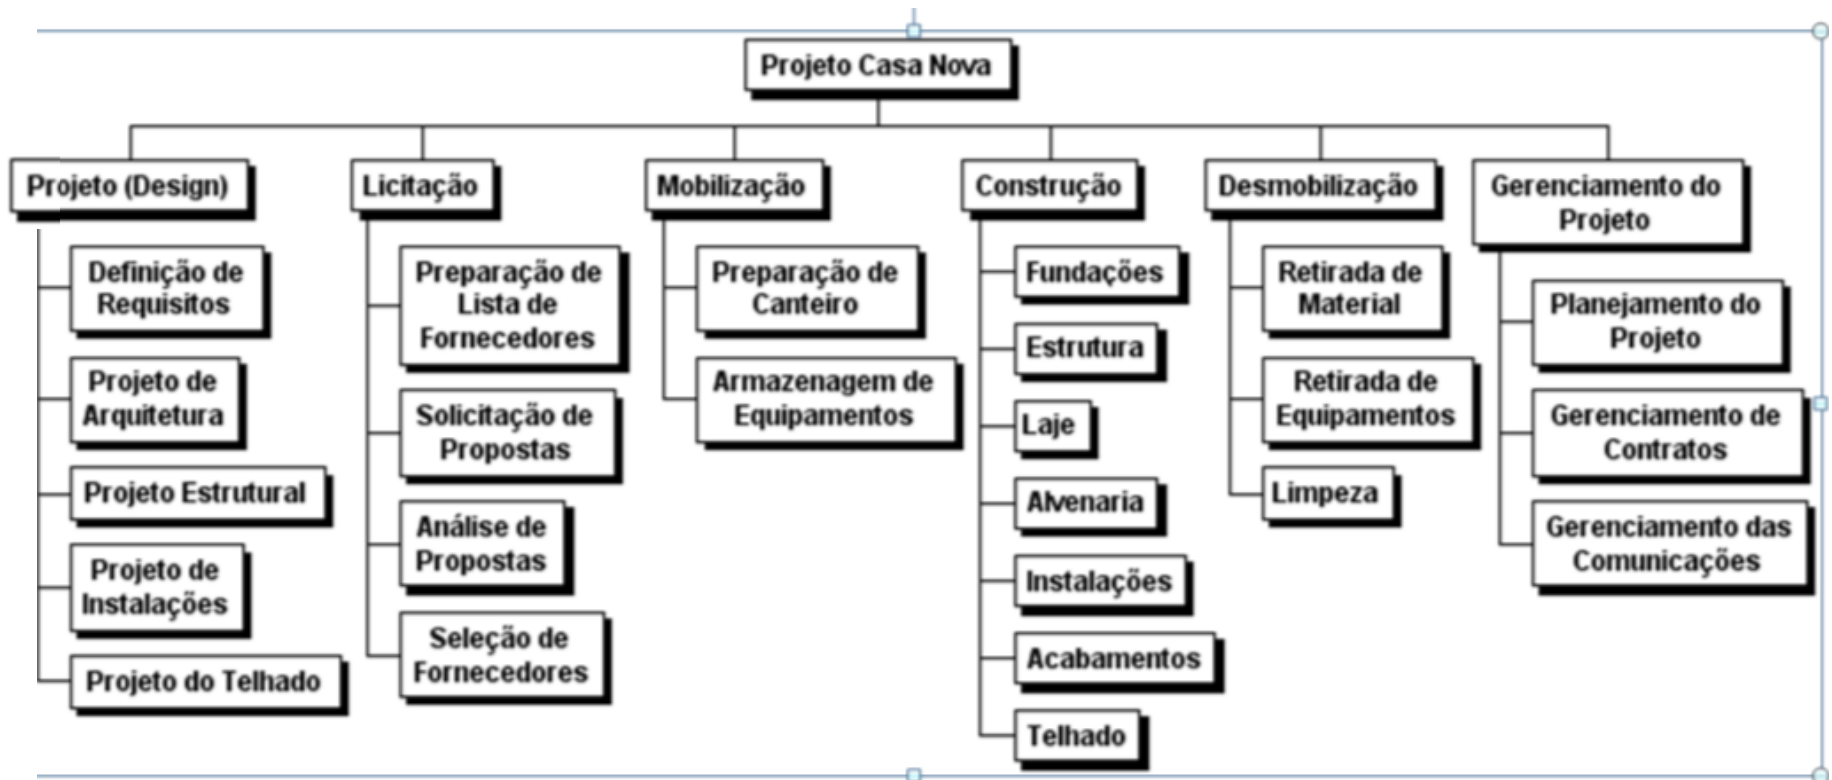 Projeto Casa Nova
Projeto (Design)
Definição de
Requisitos
Projeto de
Arquitetura
Projeto Estrutural
Projeto de
Instalações
Projeto do Telhado
Licitação
Preparação de
Lista de
Fornecedores
Solicitação de
Propostas
Análise de
Propostas
Seleção de
Fornecedores
Mobilização
Preparação de
Canteiro
Armazenagem de
Equipamentos
Construção
Fundações
Estrutura
Laje
Alvenaria
Instalações
Acabamentos
Telhado
Desmobilização
Retirada de
Material
Retirada de
Equipamentos
Limpeza
Gerenciamento do
Projeto
Planejamento do
Projeto
Gerenciamento de
Contratos
Gerenciamento das
Comunicações